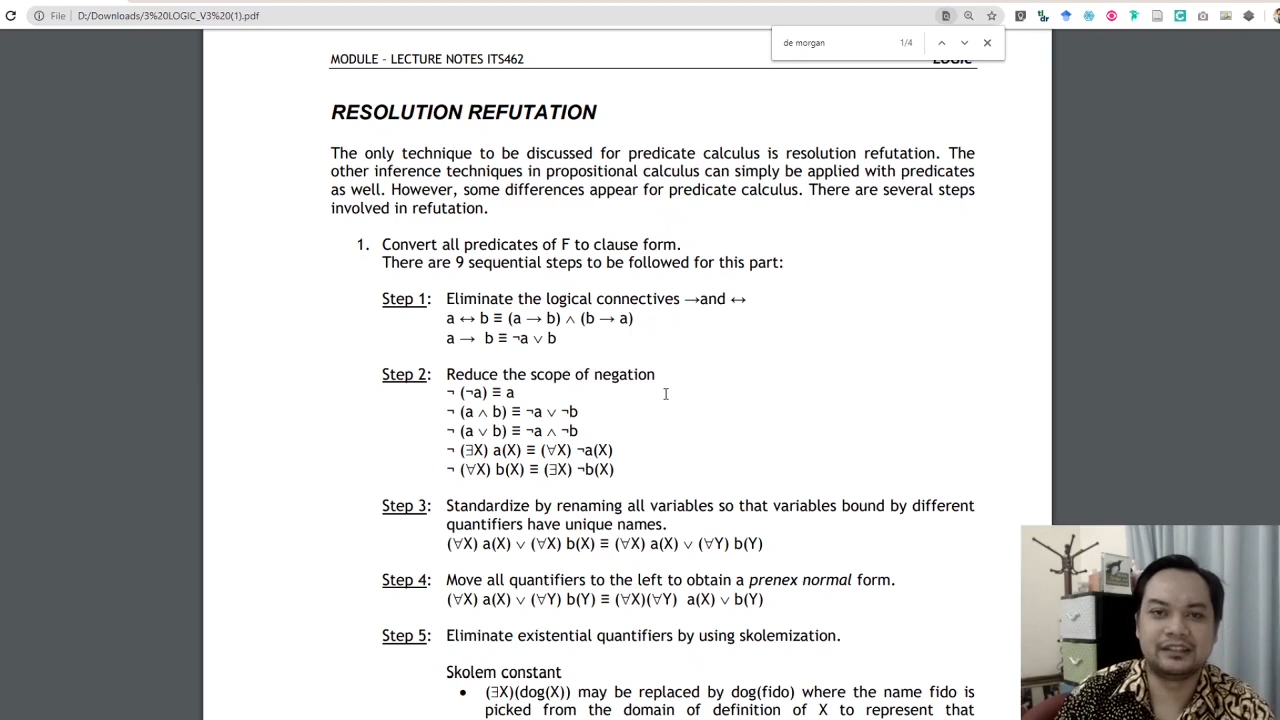 File | D:/Downloads/3%20LOGIC_V3%20(1).pdf
de morgan 1/4
MODULE – LECTURE NOTES ITS462 LOGIC
RESOLUTION REFUTATION
The only technique to be discussed for predicate calculus is resolution refutation. The
other inference techniques in propositional calculus can simply be applied with predicates
as well. However, some differences appear for predicate calculus. There are several steps
involved in refutation.
1. Convert all predicates of F to clause form.
There are 9 sequential steps to be followed for this part:
Step 1: Eliminate the logical connectives →and ↔
a ↔ b ≡ (a → b) ∧ (b → a)
a → b ≡ ¬a ∨ b
Step 2: Reduce the scope of negation
¬ (¬a) ≡ a
¬ (a ∧ b) ≡ ¬a ∨ ¬b
¬ (a ∨ b) ≡ ¬a ∧ ¬b
¬ (∃X) a(X) ≡ (∀X) ¬a(X)
¬ (∀X) b(X) ≡ (∃X) ¬b(X)
Step 3: Standardize by renaming all variables so that variables bound by different
quantifiers have unique names.
(∀X) a(X) ∨ (∀X) b(X) ≡ (∀X) a(X) ∨ (∀Y) b(Y)
Step 4: Move all quantifiers to the left to obtain a prenex normal form.
(∀X) a(X) ∨ (∀Y) b(Y) ≡ (∀X)(∀Y) a(X) ∨ b(Y)
Step 5: Eliminate existential quantifiers by using skolemization.
Skolem constant
• (∃X)(dog(X)) may be replaced by dog(fido) where the name fido is
picked from the domain of definition of X to represent that